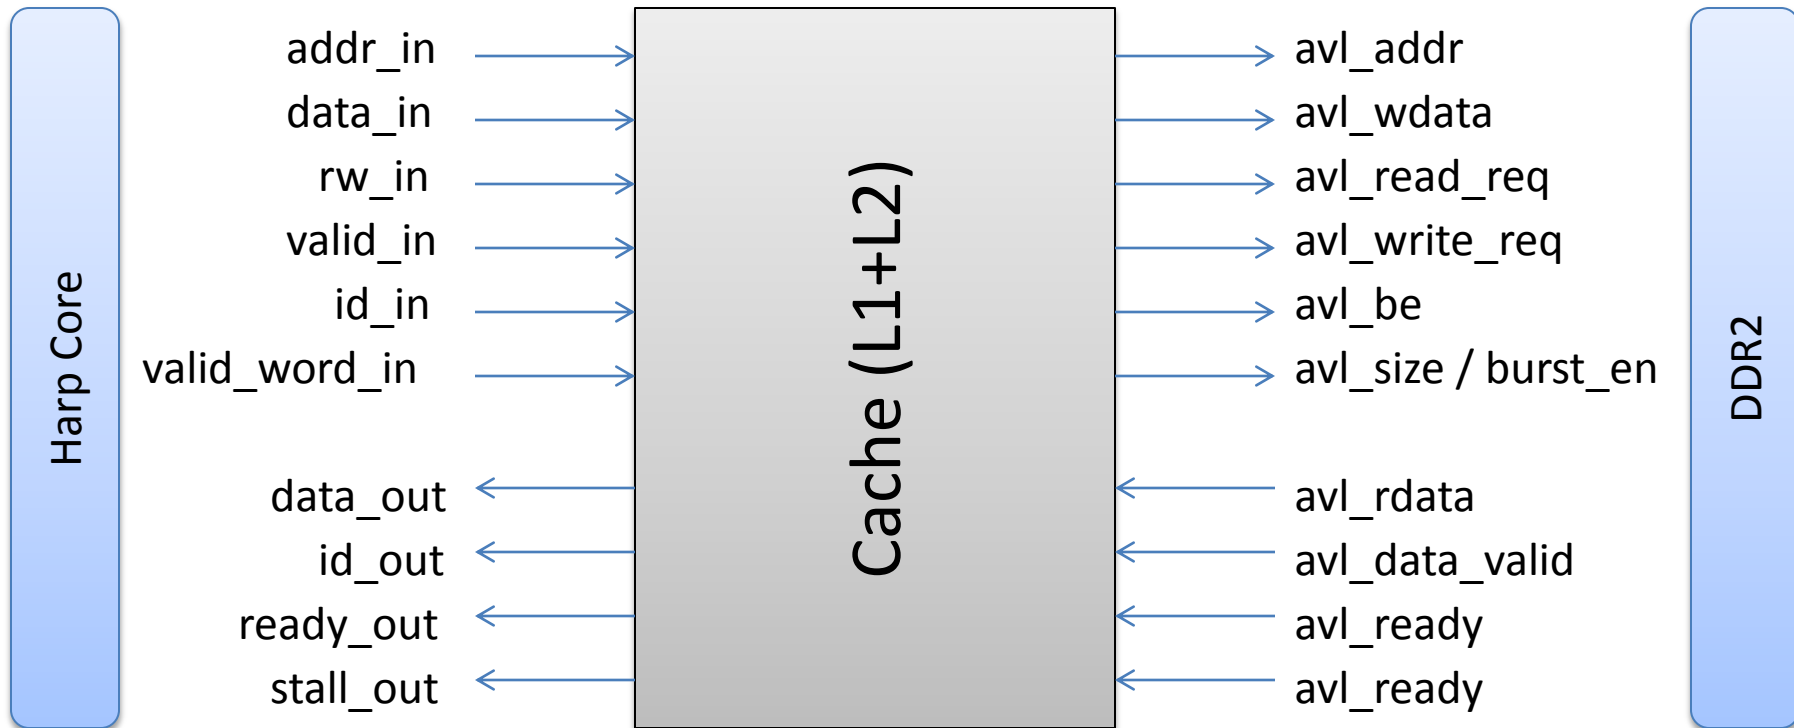 Harp Core
addr_in
data_in
rw_in
valid_in
id_in
valid_word_in
data_out
id_out
ready_out
stall_out
Cache (L1+L2)
avl_addr
avl_wdata
avl_read_req
avl_write_req
avl_be
avl_size / burst_en
avl_rdata
avl_data_valid
avl_ready
avl_ready
DDR2